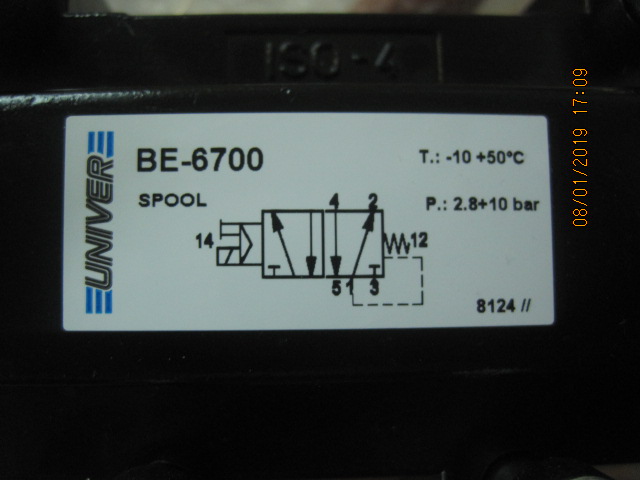 ISO-4
UNIVER
BE-6700
T.: -10 +50°C
SPOOL
P.: 2.8÷10 bar
4 2
14
12
5 1 3
8124 //
08/01/2019 17:09